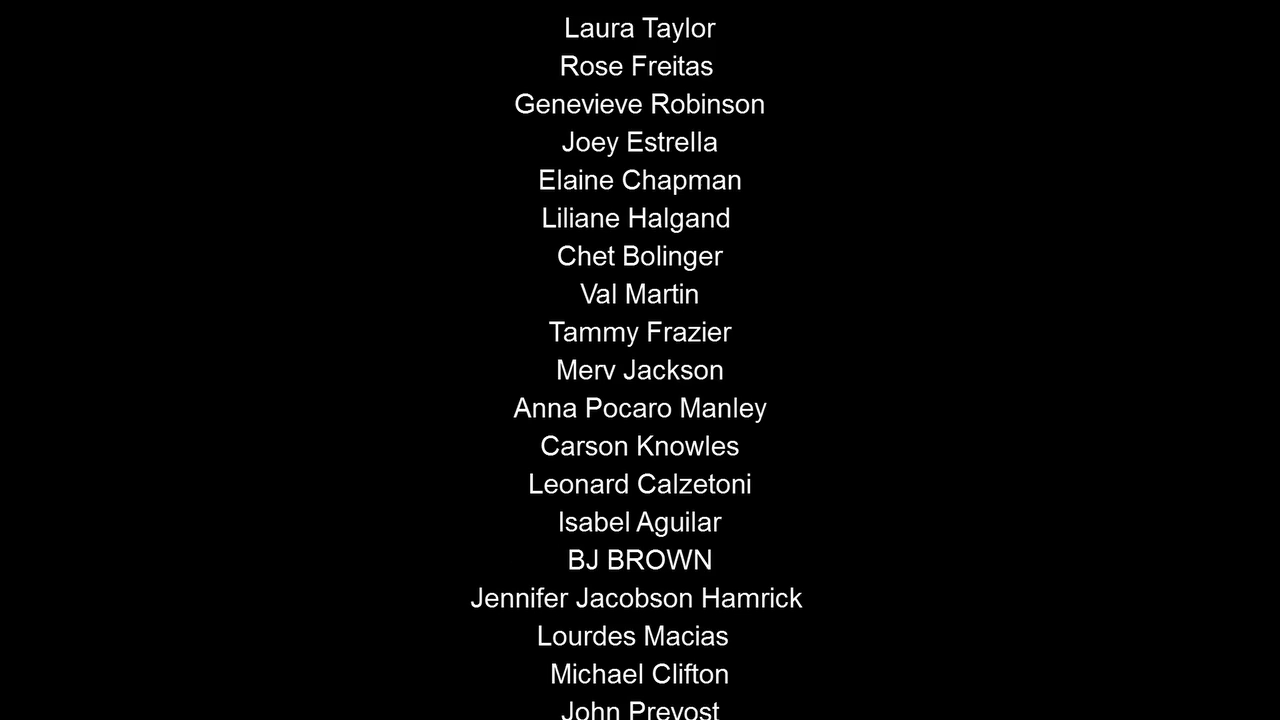 Laura Taylor
Rose Freitas
Genevieve Robinson
Joey Estrella
Elaine Chapman
Liliane Halgand
Chet Bolinger
Val Martin
Tammy Frazier
Merv Jackson
Anna Pocaro Manley
Carson Knowles
Leonard Calzetoni
Isabel Aguilar
BJ BROWN
Jennifer Jacobson Hamrick
Lourdes Macias
Michael Clifton
John Prevost